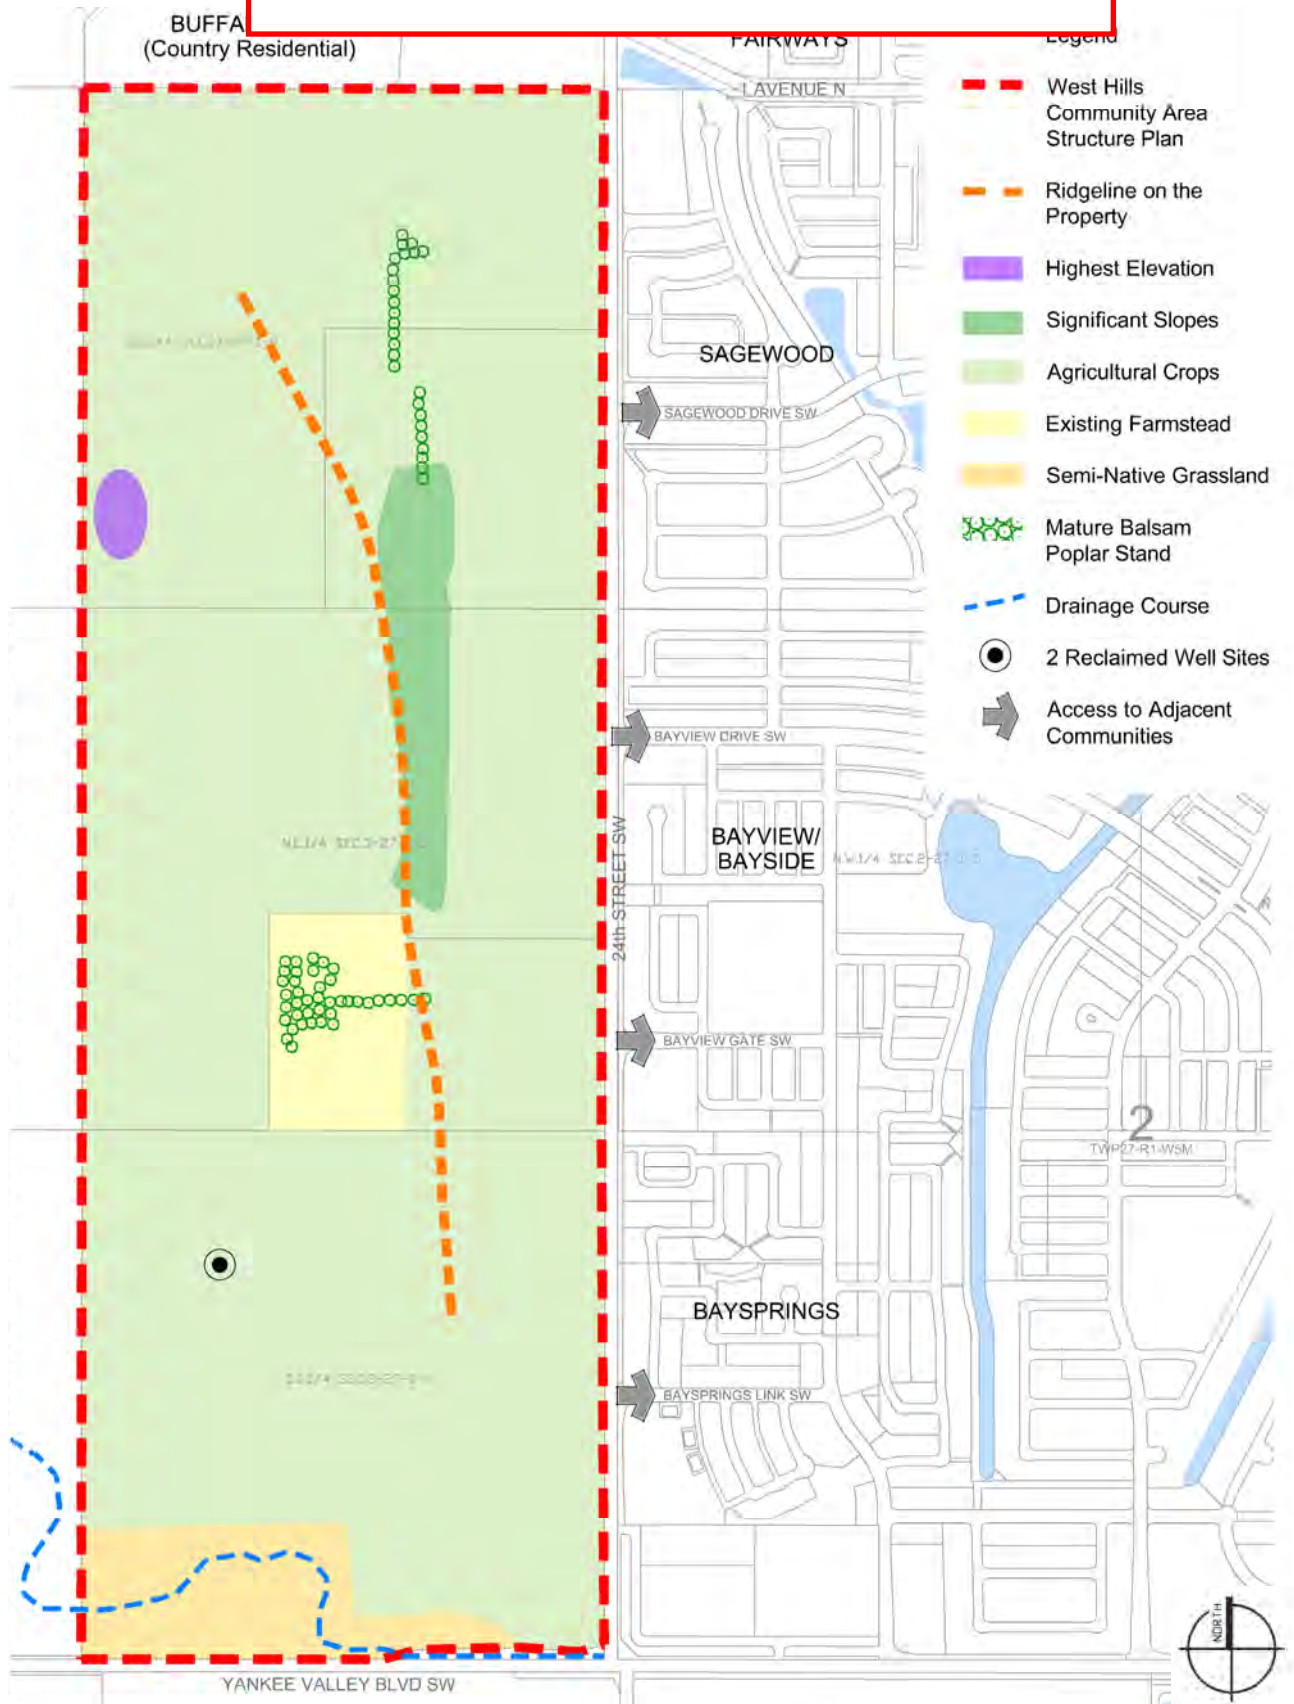 BUFFA
(Country Residential)
FAIRWAYS
Legend
AVENUE N
West Hills
Community Area
Structure Plan
Ridgeline on the
Property
Highest Elevation
Significant Slopes
Agricultural Crops
Existing Farmstead
Semi-Native Grassland
Mature Balsam
Poplar Stand
Drainage Course
2 Reclaimed Well Sites
Access to Adjacent
Communities
SAGEWOOD
SAGEWOOD DRIVE SW
BAYVIEW DRIVE SW
24th STREET SW
BAYVIEW/
BAYSIDE
BAYVIEW GATE SW
2
TWP27-R1-W5M
BAYSPRINGS
BAYSPRINGS LINK SW
YANKEE VALLEY BLVD SW
NORTH